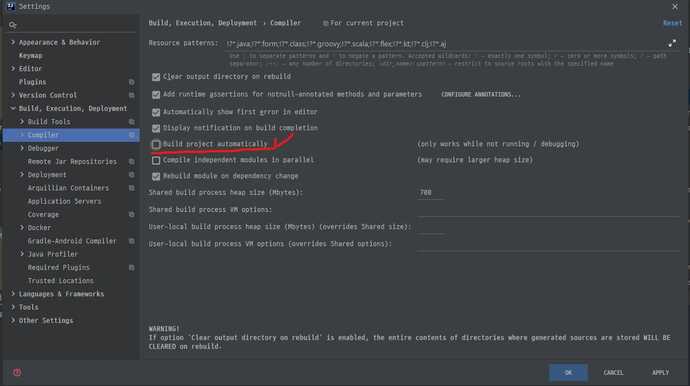 Settings
Build, Execution, Deployment › Compiler
For current project
Reset
Appearance & Behavior
Keymap
Editor
Plugins
Version Control
Build, Execution, Deployment
Build Tools
Compiler
Debugger
Remote Jar Repositories
Deployment
Arquillian Containers
Application Servers
Coverage
Docker
Gradle-Android Compiler
Java Profiler
Required Plugins
Trusted Locations
Languages & Frameworks
Tools
Other Settings
Resource patterns: !?*.java;!?*.form;!?*.class;!?*.groovy;!?*.scala;!?*.flex;!?*.kt;!?*.clj;!?*.aj
Use ; to separate patterns and ! to negate a pattern. Accepted wildcards: ? — exactly one symbol; * — zero or more symbols; / — path
separator; /**/ — any number of directories; <dir_name>:<pattern> — restrict to source roots with the specified name
Clear output directory on rebuild
Add runtime assertions for notnull-annotated methods and parameters CONFIGURE ANNOTATIONS...
Automatically show first error in editor
Display notification on build completion
Build project automatically (only works while not running / debugging)
Compile independent modules in parallel (may require larger heap size)
Rebuild module on dependency change
Shared build process heap size (Mbytes): 700
Shared build process VM options:
User-local build process heap size (Mbytes) (overrides Shared size):
User-local build process VM options (overrides Shared options):
WARNING!
If option 'Clear output directory on rebuild' is enabled, the entire contents of directories where generated sources are stored WILL BE
CLEARED on rebuild.
?
OK CANCEL APPLY